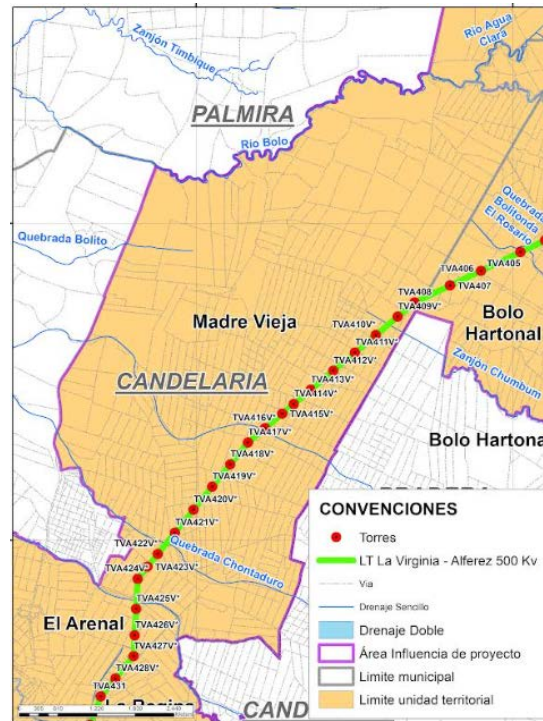 Zanjón Timbique
Río Agua
Clara
PALMIRA
Río Bolo
Quebrada Bolito
Quebrada
Bolitonda
El Rosario
TVA405
TVA406
TVA407
TVA408
TVA409V*
Bolo
Hartonal
TVA410V*
TVA411V*
Madre Vieja
TVA412V*
Zanjón Chumbum
TVA413V*
CANDELARIA
TVA414V*
TVA415V*
TVA416V*
TVA417V*
Bolo Hartona
TVA418V*
TVA419V*
TVA420V*
TVA421V*
TVA422V*
Quebrada Chontaduro
TVA423V*
TVA424V*
TVA425V*
El Arenal
TVA426V*
TVA427V*
TVA428V*
TVA431
CAND
CONVENCIONES
Torres
LT La Virginia - Alferez 500 Kv
Via
Drenaje Sencillo
Drenaje Doble
Área Influencia de proyecto
Limite municipal
Limite unidad territorial